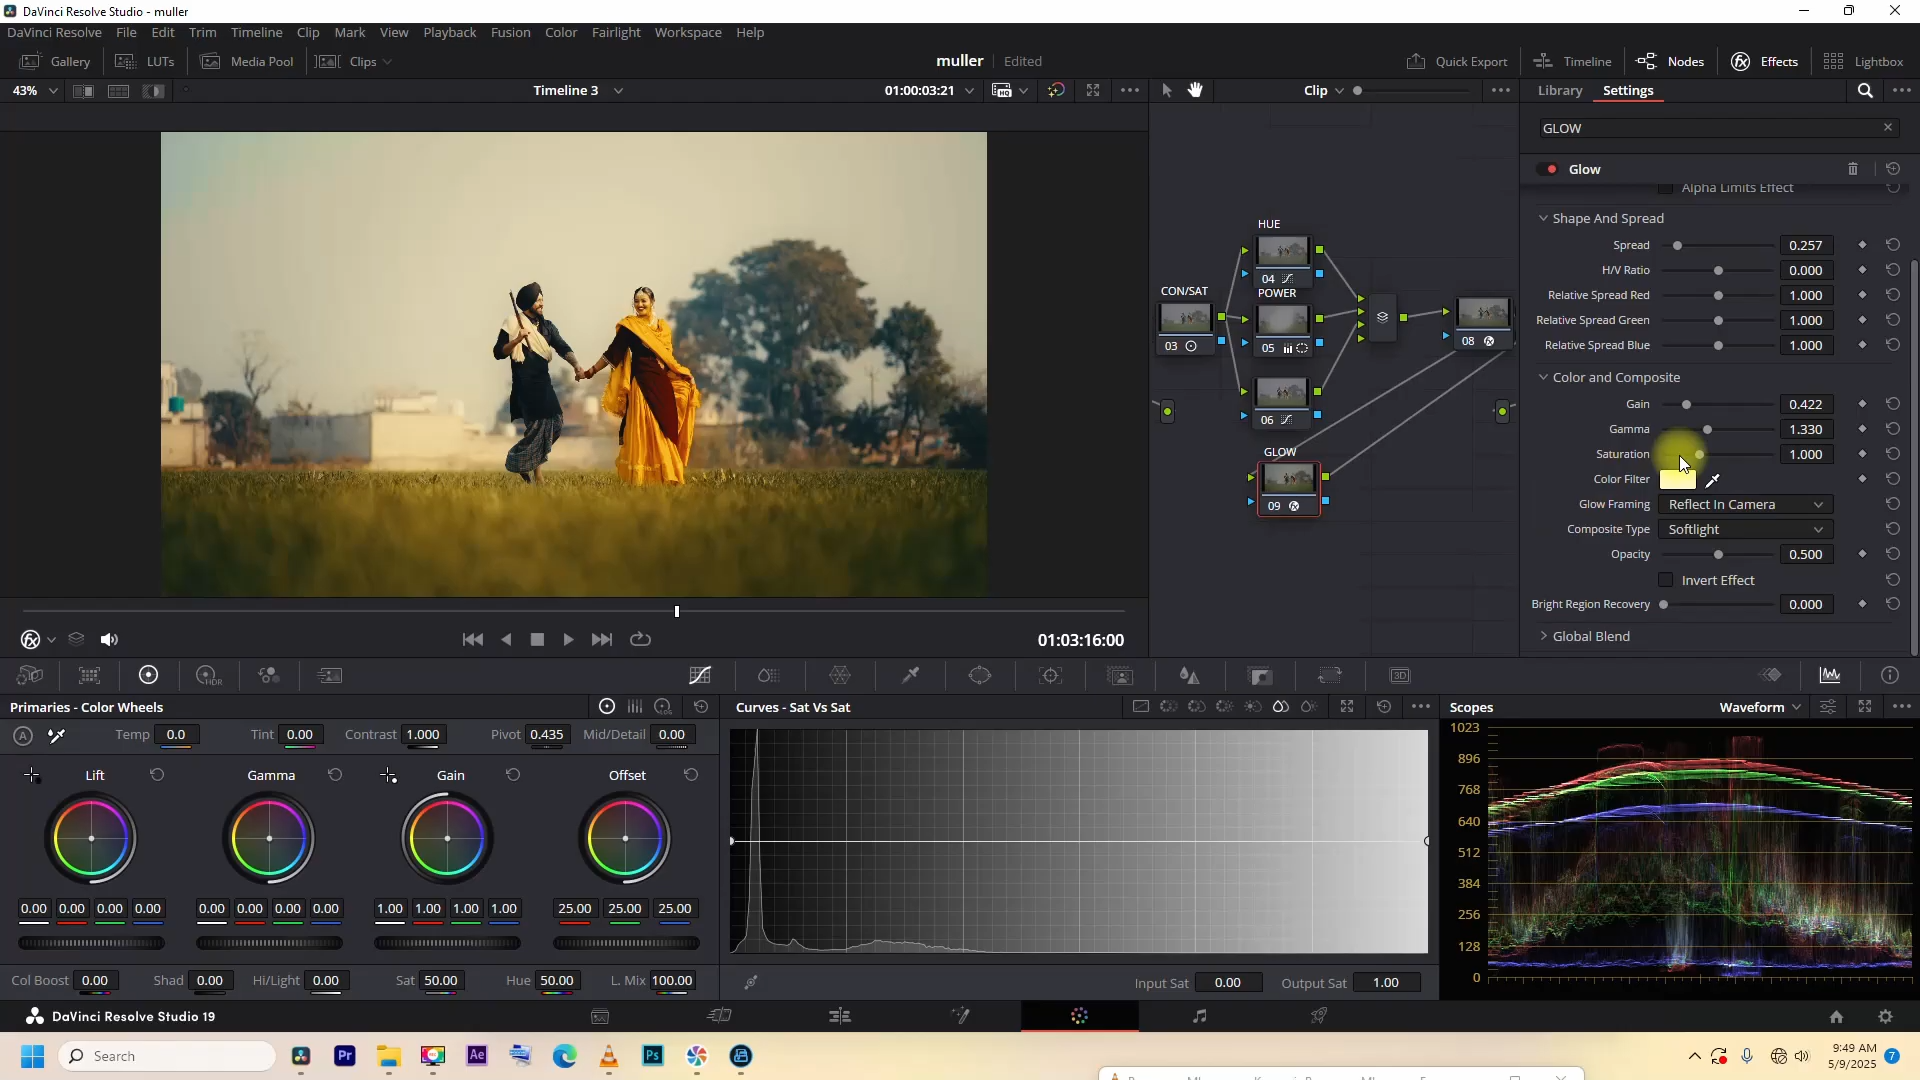 DaVinci Resolve Studio - muller
DaVinci Resolve File Edit Trim Timeline Clip Mark View Playback Fusion Color Fairlight Workspace Help
Gallery LUTs Media Pool Clips muller Edited Quick Export Timeline Nodes Effects Lightbox
43% Timeline 3 01:00:03:21 Clip Library Settings
GLOW
Glow
Alpha Limits Effect
Shape And Spread
Spread 0.257
H/V Ratio 0.000
Relative Spread Red 1.000
Relative Spread Green 1.000
Relative Spread Blue 1.000
Color and Composite
Gain 0.422
Gamma 1.330
Saturation 1.000
Color Filter
Glow Framing Reflect In Camera
Composite Type Softlight
Opacity 0.500
Invert Effect
Bright Region Recovery 0.000
Global Blend
HUE
04
CON/SAT
03
POWER
05
08
06
GLOW
09
01:03:16:00
HDR
3D
Primaries - Color Wheels
LOG
A Temp 0.0 Tint 0.00 Contrast 1.000 Pivot 0.435 Mid/Detail 0.00
Lift Gamma Gain Offset
0.00 0.00 0.00 0.00 0.00 0.00 0.00 0.00 1.00 1.00 1.00 1.00 25.00 25.00 25.00
Col Boost 0.00 Shad 0.00 Hi/Light 0.00 Sat 50.00 Hue 50.00 L. Mix 100.00
Curves - Sat Vs Sat
Input Sat 0.00 Output Sat 1.00
Scopes Waveform
1023
896
768
640
512
384
256
128
0
DaVinci Resolve Studio 19
Search
Pr
Ae
Ps
9:49 AM
5/9/2025
7